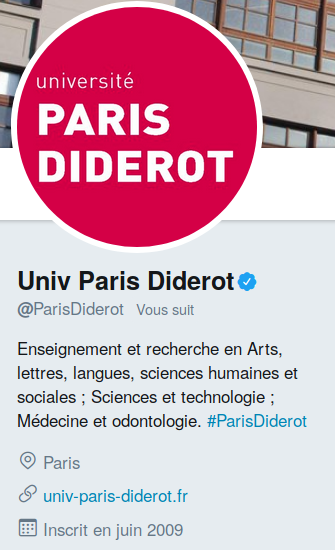 université
PARIS
DIDEROT
Univ Paris Diderot
@ParisDiderot Vous suit
Enseignement et recherche en Arts,
lettres, langues, sciences humaines et
sociales ; Sciences et technologie ;
Médecine et odontologie. #ParisDiderot
Paris
univ-paris-diderot.fr
Inscrit en juin 2009